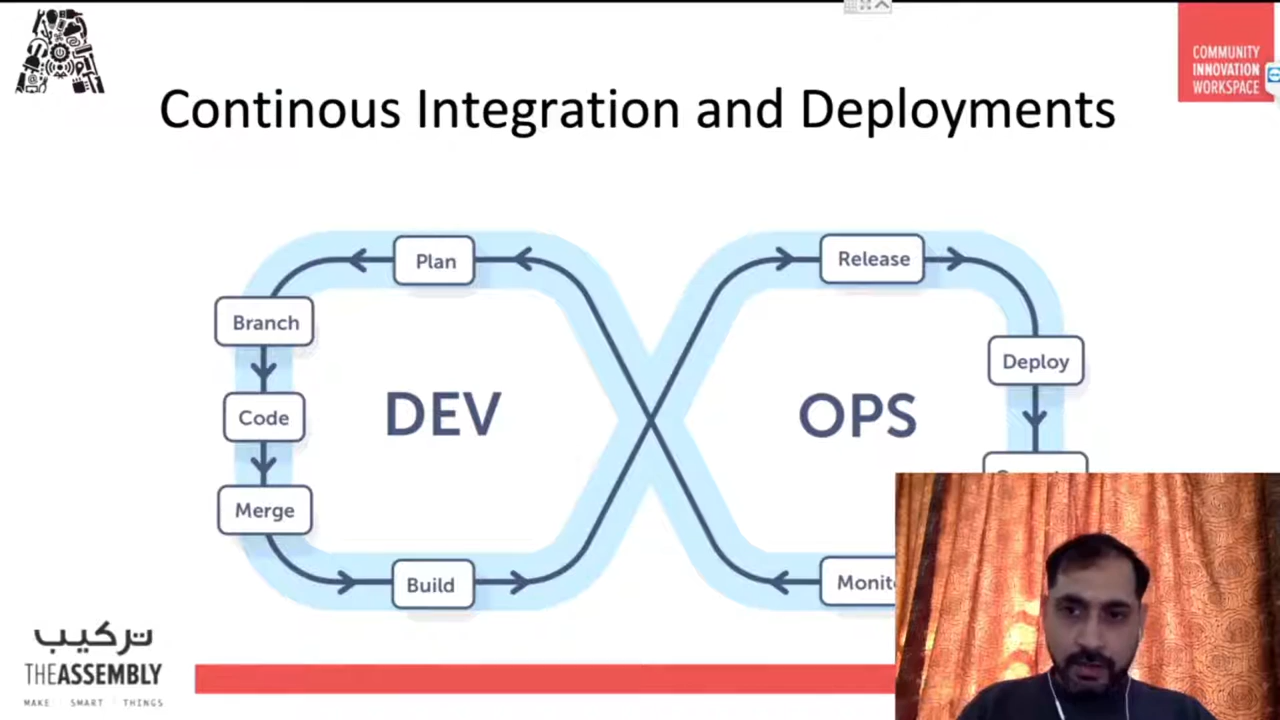 COMMUNITY
INNOVATION
WORKSPACE
Continous Integration and Deployments
Plan
Release
Branch
Deploy
Code
DEV
OPS
Merge
Build
تركيب
THEASSEMBLY
MAKE SMART THINGS